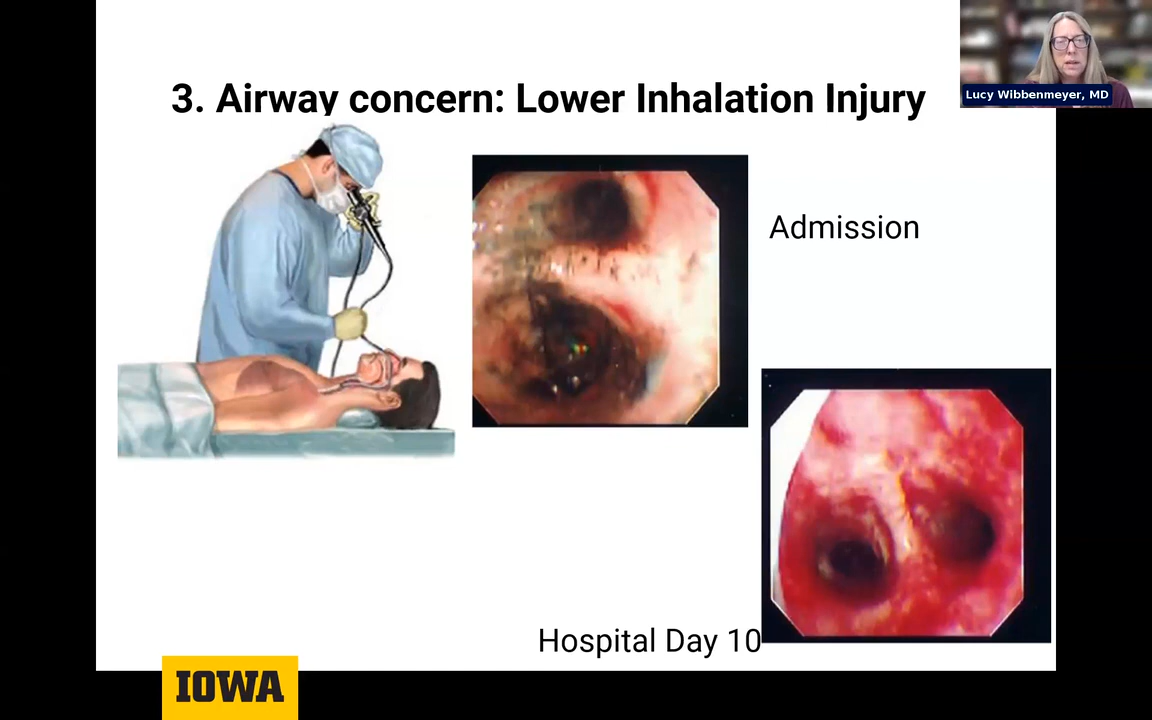 Lucy Wibbenmeyer, MD
3. Airway concern: Lower Inhalation Injury
Admission
Hospital Day 10
IOWA